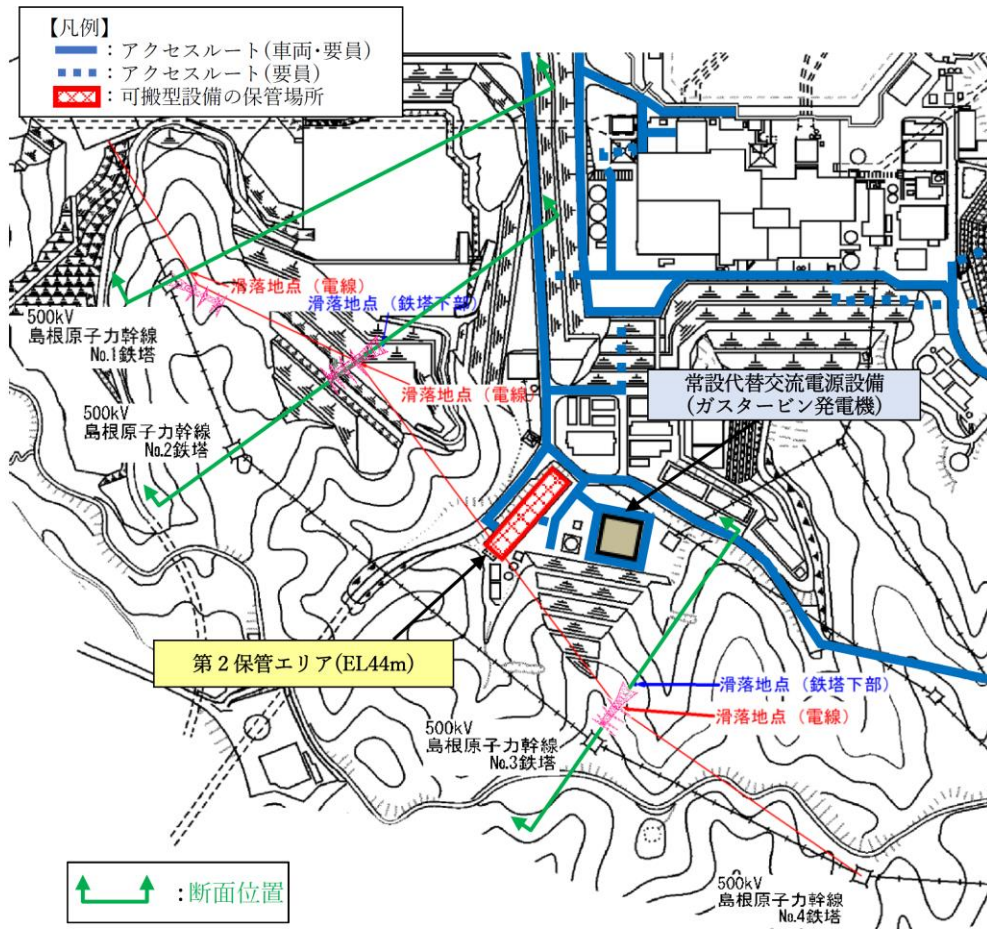 【凡例】
：アクセスルート(車両・要員)
：アクセスルート(要員)
：可搬型設備の保管場所
滑落地点（電線）
滑落地点（鉄塔下部）
500kV
島根原子力幹線
No.1鉄塔
滑落地点（電線
常設代替交流電源設備
(ガスタービン発電機)
500kV
島根原子力幹線
No.2鉄塔
第２保管エリア(EL44m)
滑落地点（鉄塔下部）
滑落地点（電線）
500kV
島根原子力幹線
No.3鉄塔
500kV
島根原子力幹線
No.4鉄塔
：断面位置